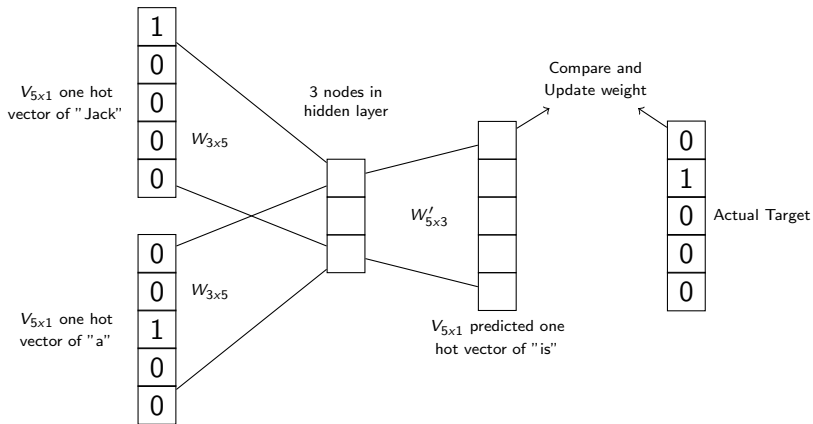 1
0
0
0
0
V5x1 one hot
vector of "Jack"
W3x5
0
0
1
0
0
V5x1 one hot
vector of "a"
W3x5
3 nodes in
hidden layer
W′5x3
V5x1 predicted one
hot vector of "is"
Compare and
Update weight
0
1
0
0
0
Actual Target